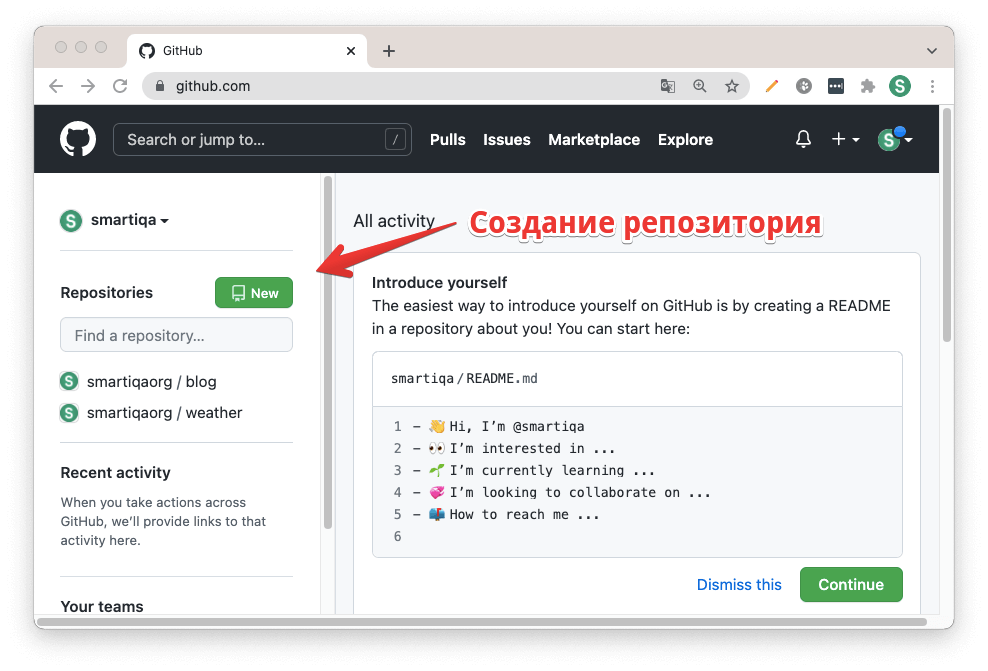 GitHub
github.com
S
Search or jump to...
/
Pulls
Issues
Marketplace
Explore
S
S smartiqa
All activity
Создание репозитория
Repositories
New
Find a repository...
S smartiqaorg / blog
S smartiqaorg / weather
Recent activity
When you take actions across
GitHub, we’ll provide links to that
activity here.
Your teams
Introduce yourself
The easiest way to introduce yourself on GitHub is by creating a README
in a repository about you! You can start here:
smartiqa/README.md
1 - 👋 Hi, I’m @smartiqa
2 - 👀 I’m interested in ...
3 - 🌱 I’m currently learning ...
4 - 💞️ I’m looking to collaborate on ...
5 - 📫 How to reach me ...
6
Dismiss this
Continue